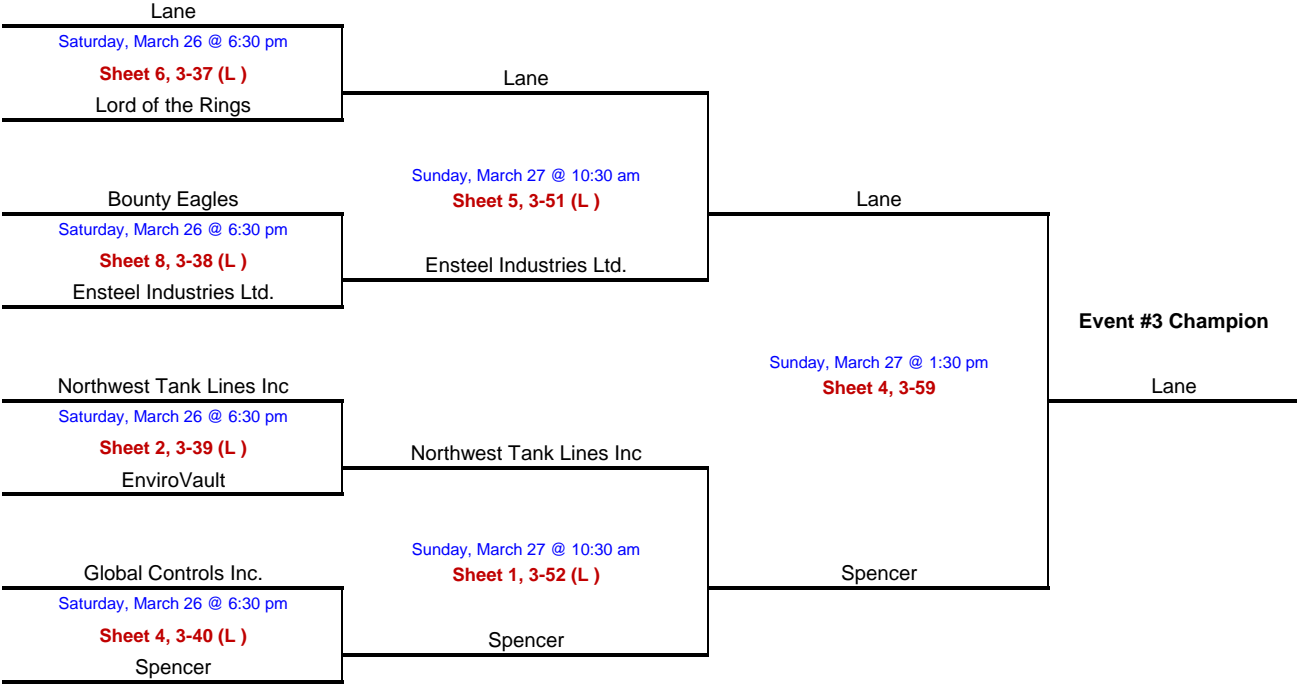 Lane
Saturday, March 26 @ 6:30 pm
Sheet 6, 3-37 (L )
Lord of the Rings
Lane
Bounty Eagles
Saturday, March 26 @ 6:30 pm
Sheet 8, 3-38 (L )
Ensteel Industries Ltd.
Sunday, March 27 @ 10:30 am
Sheet 5, 3-51 (L )
Ensteel Industries Ltd.
Lane
Northwest Tank Lines Inc
Saturday, March 26 @ 6:30 pm
Sheet 2, 3-39 (L )
EnviroVault
Northwest Tank Lines Inc
Global Controls Inc.
Saturday, March 26 @ 6:30 pm
Sheet 4, 3-40 (L )
Spencer
Sunday, March 27 @ 10:30 am
Sheet 1, 3-52 (L )
Spencer
Spencer
Sunday, March 27 @ 1:30 pm
Sheet 4, 3-59
Event #3 Champion
Lane